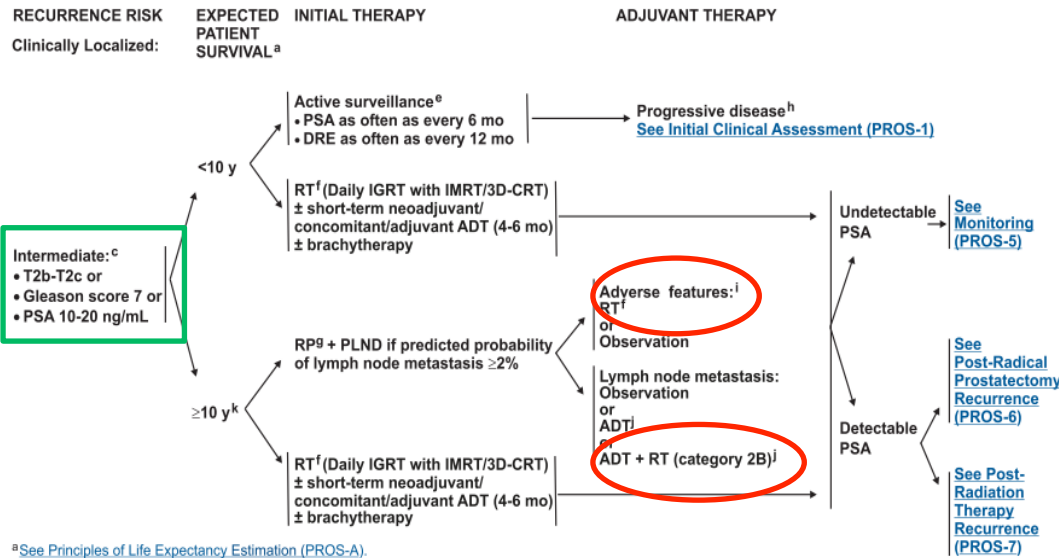 RECURRENCE RISK
Clinically Localized:
EXPECTED
PATIENT
SURVIVALa
INITIAL THERAPY
ADJUVANT THERAPY
Intermediate:c
• T2b-T2c or
• Gleason score 7 or
• PSA 10-20 ng/mL
<10 y
Active surveillancee
• PSA as often as every 6 mo
• DRE as often as every 12 mo
Progressive diseaseh
See Initial Clinical Assessment (PROS-1)
RTf (Daily IGRT with IMRT/3D-CRT)
± short-term neoadjuvant/
concomitant/adjuvant ADT (4-6 mo)
± brachytherapy
≥10 yk
RPg + PLND if predicted probability
of lymph node metastasis ≥2%
Adverse features:i
RTf
or
Observation
Lymph node metastasis:
Observation
or
ADTj
or
ADT + RT (category 2B)j
RTf (Daily IGRT with IMRT/3D-CRT)
± short-term neoadjuvant/
concomitant/adjuvant ADT (4-6 mo)
± brachytherapy
Undetectable
PSA
See
Monitoring
(PROS-5)
Detectable
PSA
See
Post-Radical
Prostatectomy
Recurrence
(PROS-6)
See Post-
Radiation
Therapy
Recurrence
(PROS-7)
aSee Principles of Life Expectancy Estimation (PROS-A).